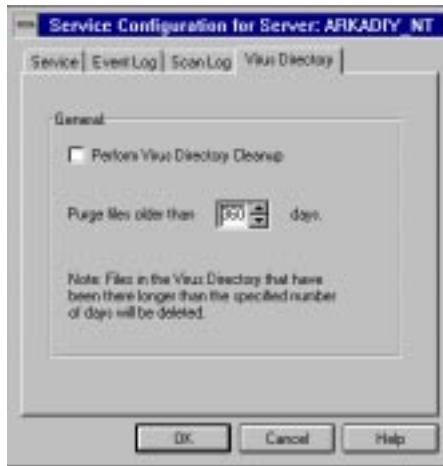 Service Configuration for Server: ARKADIY_NT
Service
Event Log
Scan Log
Virus Directory
General
Perform Virus Directory Cleanup
Purge files older than 360 days.
Note: Files in the Virus Directory that have
been there longer than the specified number
of days will be deleted.
OK
Cancel
Help